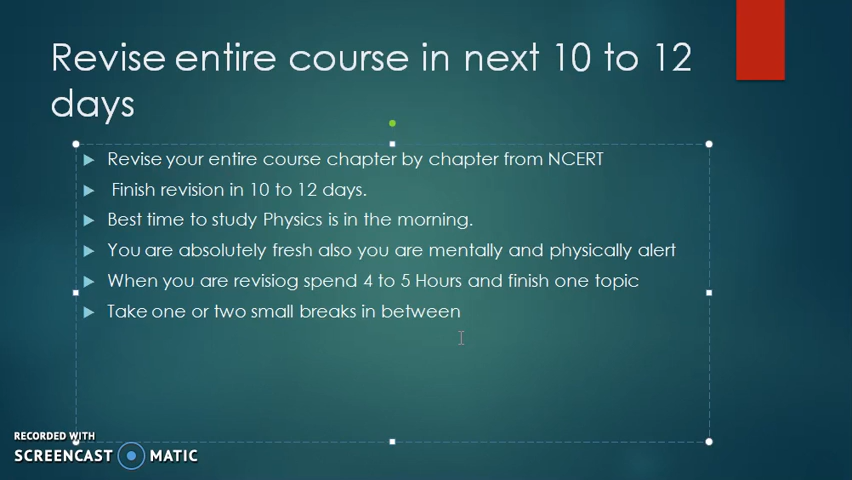 Revise entire course in next 10 to 12
days
Revise your entire course chapter by chapter from NCERT
Finish revision in 10 to 12 days.
Best time to study Physics is in the morning.
You are absolutely fresh also you are mentally and physically alert
When you are revisiog spend 4 to 5 Hours and finish one topic
Take one or two small breaks in between
RECORDED WITH
SCREENCAST MATIC